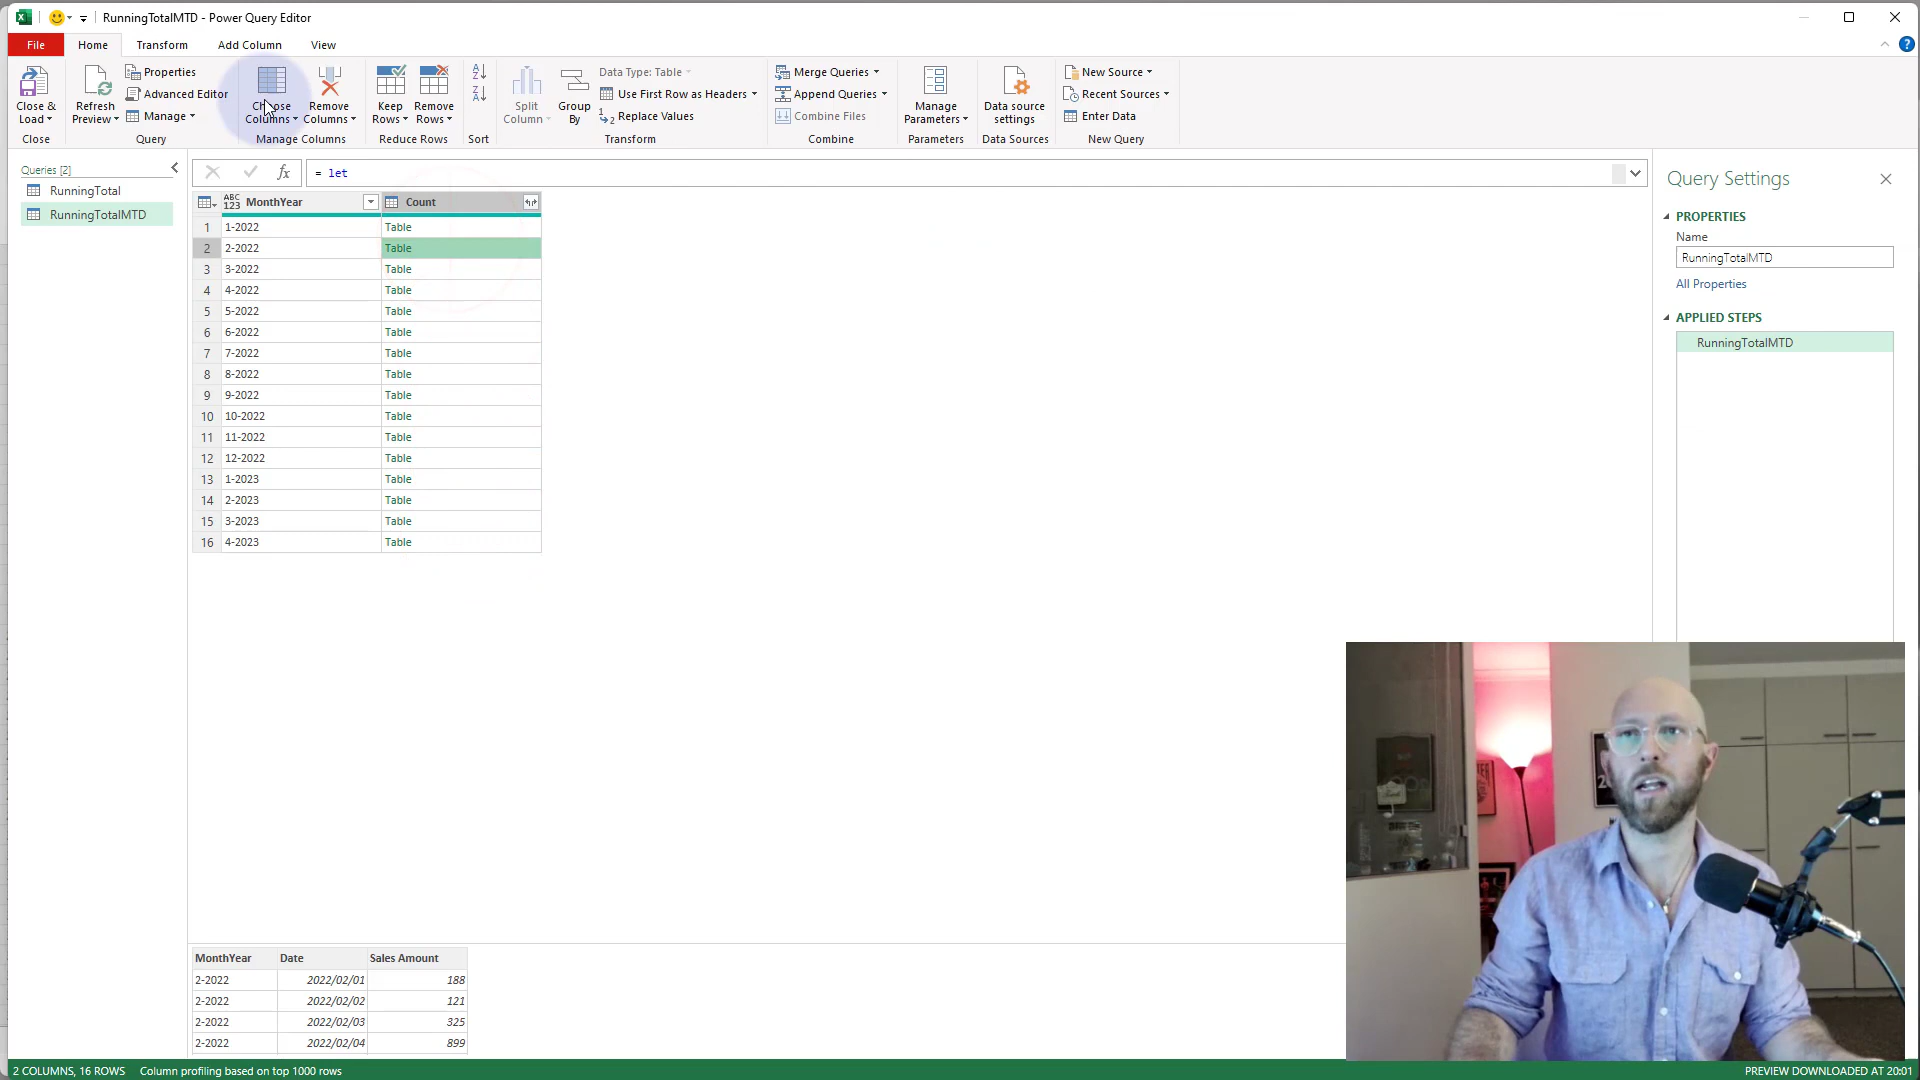 RunningTotalMTD - Power Query Editor
File Home Transform Add Column View
Close & Load
Close
Refresh Preview
Properties
Advanced Editor
Manage
Query
Choose Columns
Remove Columns
Manage Columns
Keep Rows
Remove Rows
Reduce Rows
Sort
Split Column
Group By
Data Type: Table
Use First Row as Headers
Replace Values
Transform
Merge Queries
Append Queries
Combine Files
Combine
Manage Parameters
Parameters
Data source settings
Data Sources
New Source
Recent Sources
Enter Data
New Query
Queries [2]
RunningTotal
RunningTotalMTD
fx
= let
ABC 123 MonthYear Count
1 1-2022 Table
2 2-2022 Table
3 3-2022 Table
4 4-2022 Table
5 5-2022 Table
6 6-2022 Table
7 7-2022 Table
8 8-2022 Table
9 9-2022 Table
10 10-2022 Table
11 11-2022 Table
12 12-2022 Table
13 1-2023 Table
14 2-2023 Table
15 3-2023 Table
16 4-2023 Table
Query Settings
PROPERTIES
Name
RunningTotalMTD
All Properties
APPLIED STEPS
RunningTotalMTD
MonthYear Date Sales Amount
2-2022 2022/02/01 188
2-2022 2022/02/02 121
2-2022 2022/02/03 325
2-2022 2022/02/04 899
2 COLUMNS, 16 ROWS Column profiling based on top 1000 rows
PREVIEW DOWNLOADED AT 20:01